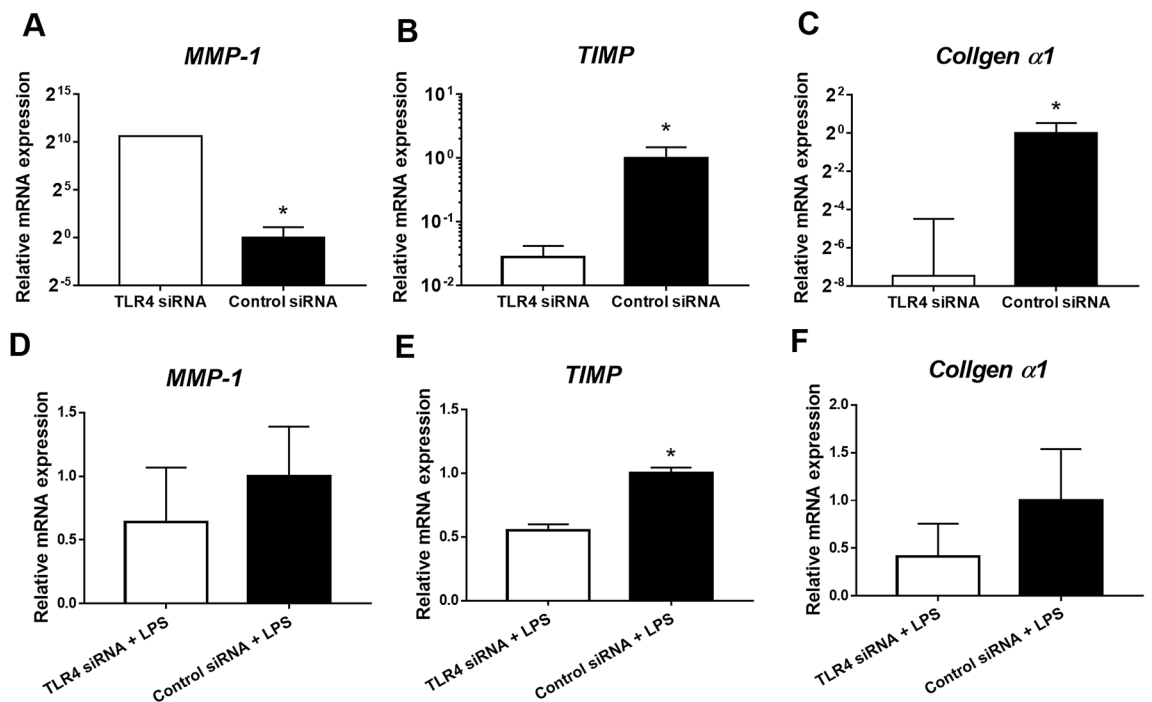 A
MMP-1
Relative mRNA expression
2^15
2^10
2^5
2^0
2^-5
*
TLR4 siRNA
Control siRNA
B
TIMP
Relative mRNA expression
10^1
10^0
10^-1
10^-2
*
TLR4 siRNA
Control siRNA
C
Collgen α1
Relative mRNA expression
2^2
2^0
2^-2
2^-4
2^-6
2^-8
*
TLR4 siRNA
Control siRNA
D
MMP-1
Relative mRNA expression
1.5
1.0
0.5
0.0
TLR4 siRNA + LPS
Control siRNA + LPS
E
TIMP
Relative mRNA expression
1.5
1.0
0.5
0.0
*
TLR4 siRNA + LPS
Control siRNA + LPS
F
Collgen α1
Relative mRNA expression
2.0
1.5
1.0
0.5
0.0
TLR4 siRNA + LPS
Control siRNA + LPS